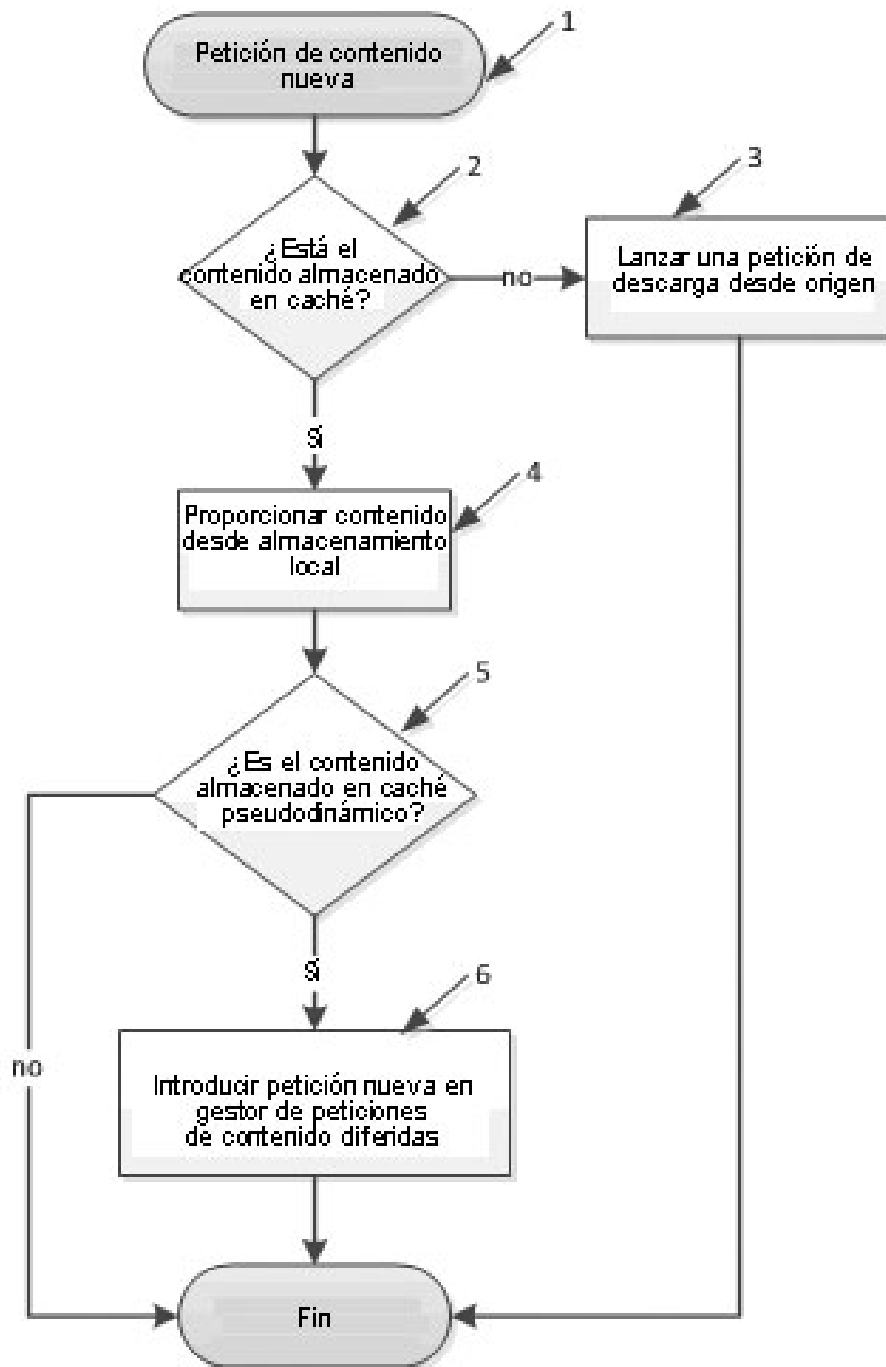 Petición de contenido
nueva
1
2
¿Está el
contenido almacenado
en caché?
no
3
Lanzar una petición de
descarga desde origen
Sí
4
Proporcionar contenido
desde almacenamiento
local
5
¿Es el contenido
almacenado en caché
pseudodinámico?
Sí
no
6
Introducir petición nueva en
gestor de peticiones
de contenido diferidas
Fin